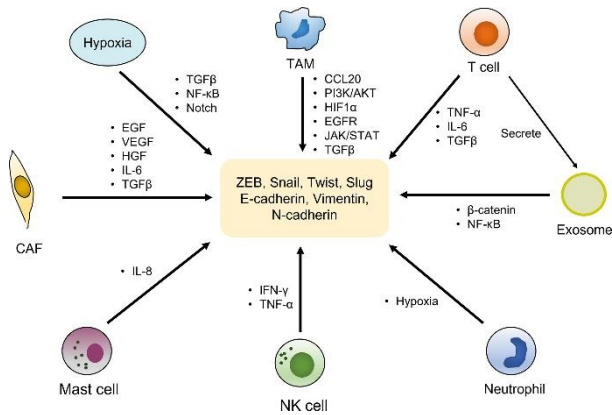 Hypoxia
• TGFβ
• NF-κB
• Notch
TAM
• CCL20
• PI3K/AKT
• HIF1α
• EGFR
• JAK/STAT
• TGFβ
T cell
• TNF-α
• IL-6
• TGFβ
Secrete
• EGF
• VEGF
• HGF
• IL-6
• TGFβ
CAF
ZEB, Snail, Twist, Slug
E-cadherin, Vimentin,
N-cadherin
• β-catenin
• NF-κB
Exosome
• IL-8
Mast cell
• IFN-γ
• TNF-α
NK cell
• Hypoxia
Neutrophil